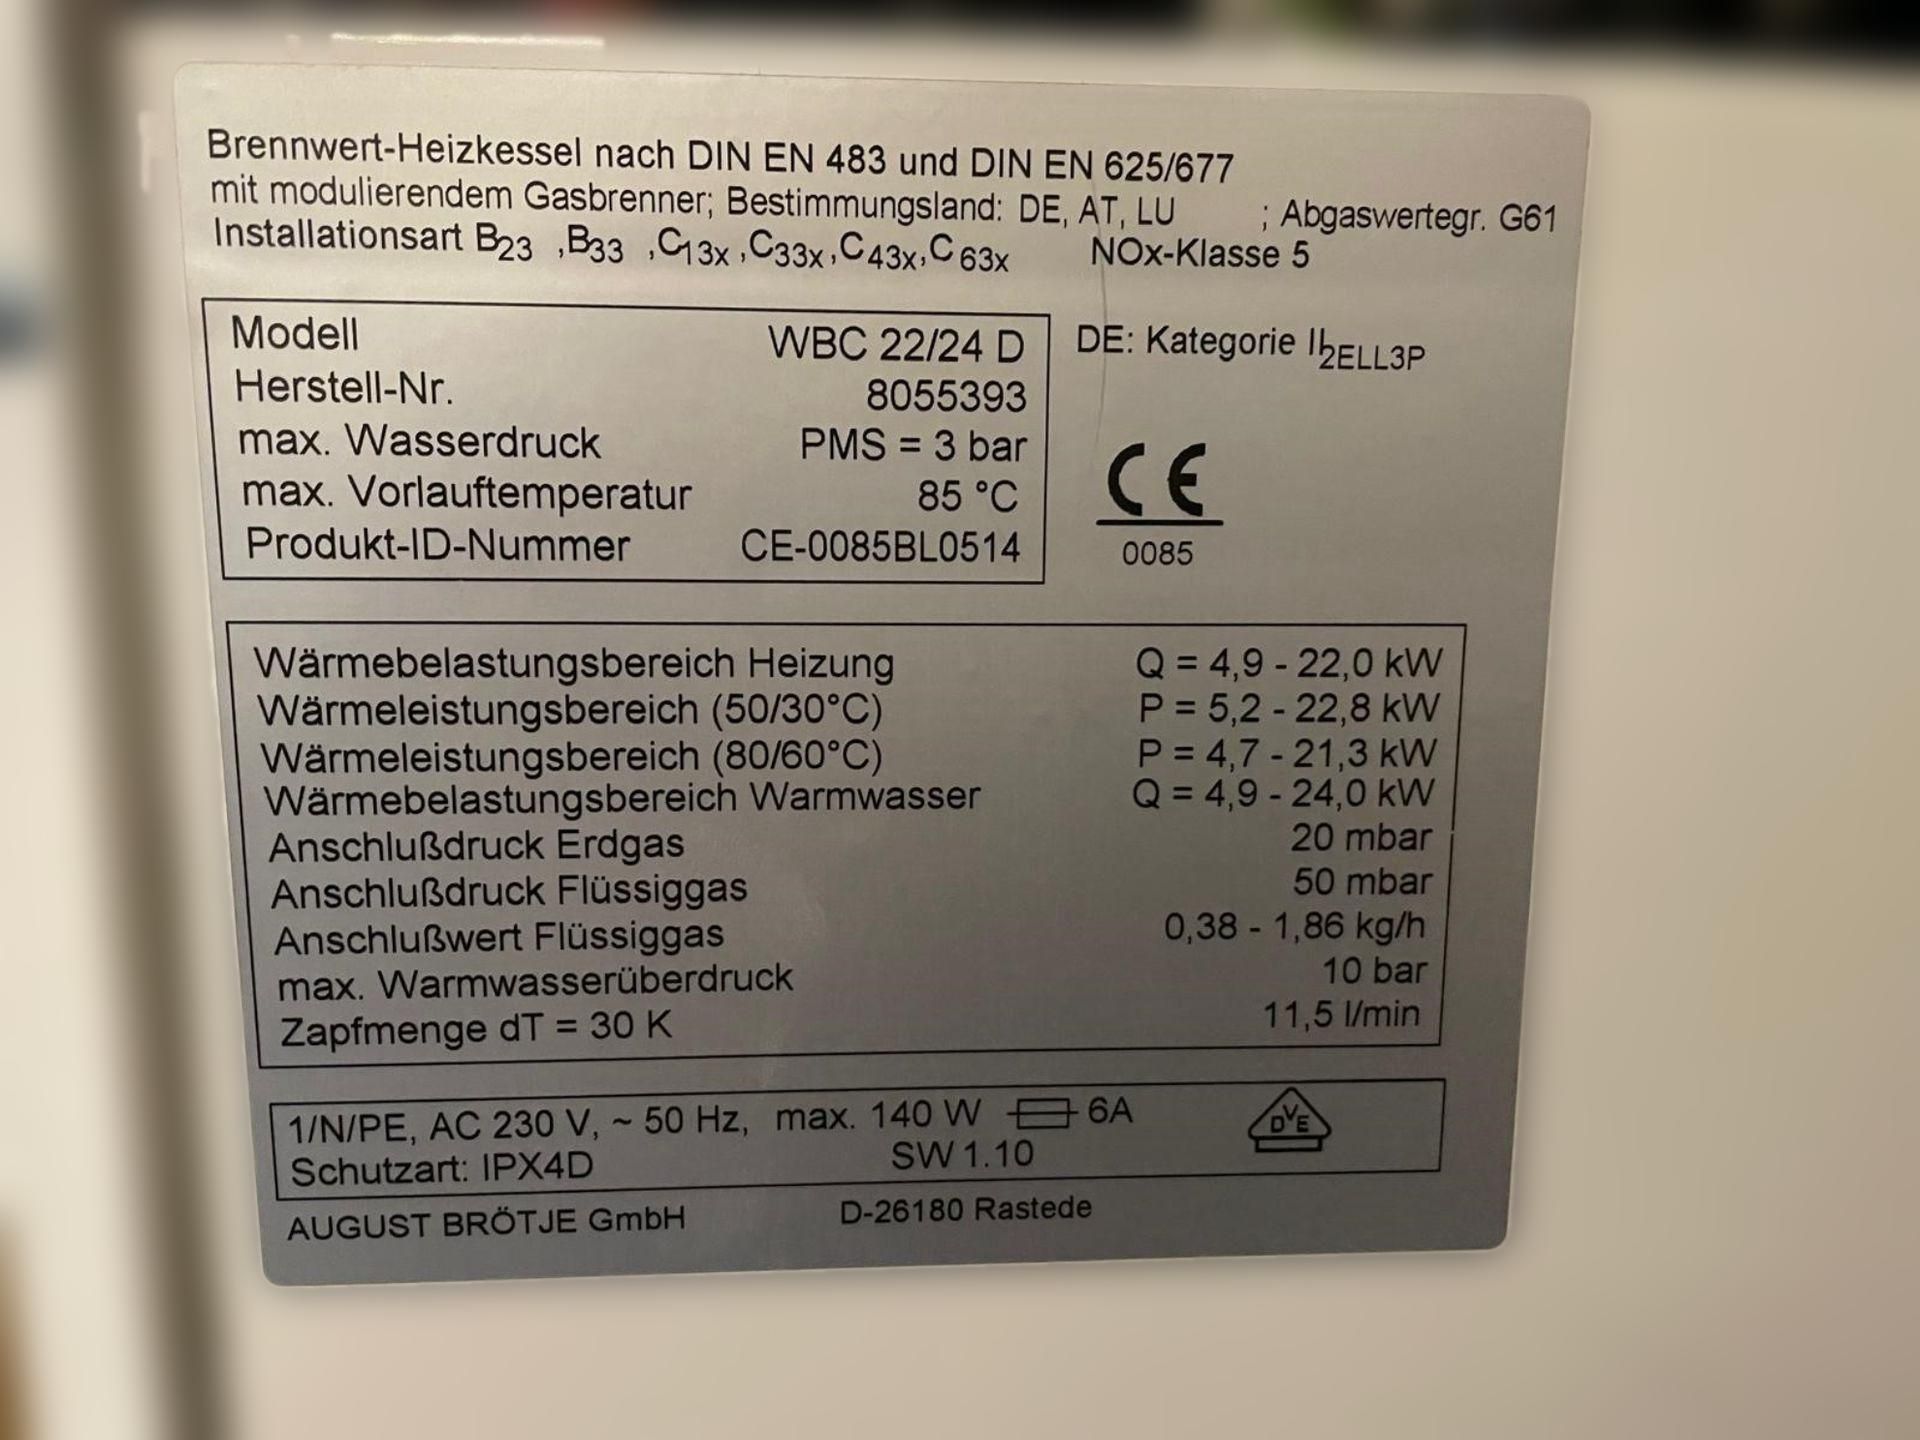 Brennwert-Heizkessel nach DIN EN 483 und DIN EN 625/677
mit modulierendem Gasbrenner; Bestimmungsland: DE, AT, LU ; Abgaswertegr. G61
Installationsart B23 ,B33 ,C13x ,C33x ,C43x,C63x NOx-Klasse 5
Modell WBC 22/24 D
Herstell-Nr. 8055393
max. Wasserdruck PMS = 3 bar
max. Vorlauftemperatur 85 °C
Produkt-ID-Nummer CE-0085BL0514
DE: Kategorie II2ELL3P
CE
0085
Wärmebelastungsbereich Heizung Q = 4,9 - 22,0 kW
Wärmeleistungsbereich (50/30°C) P = 5,2 - 22,8 kW
Wärmeleistungsbereich (80/60°C) P = 4,7 - 21,3 kW
Wärmebelastungsbereich Warmwasser Q = 4,9 - 24,0 kW
Anschlußdruck Erdgas 20 mbar
Anschlußdruck Flüssiggas 50 mbar
Anschlußwert Flüssiggas 0,38 - 1,86 kg/h
max. Warmwasserüberdruck 10 bar
Zapfmenge dT = 30 K 11,5 l/min
1/N/PE, AC 230 V, ~ 50 Hz, max. 140 W 6A
Schutzart: IPX4D SW 1.10
DVE
AUGUST BRÖTJE GmbH D-26180 Rastede